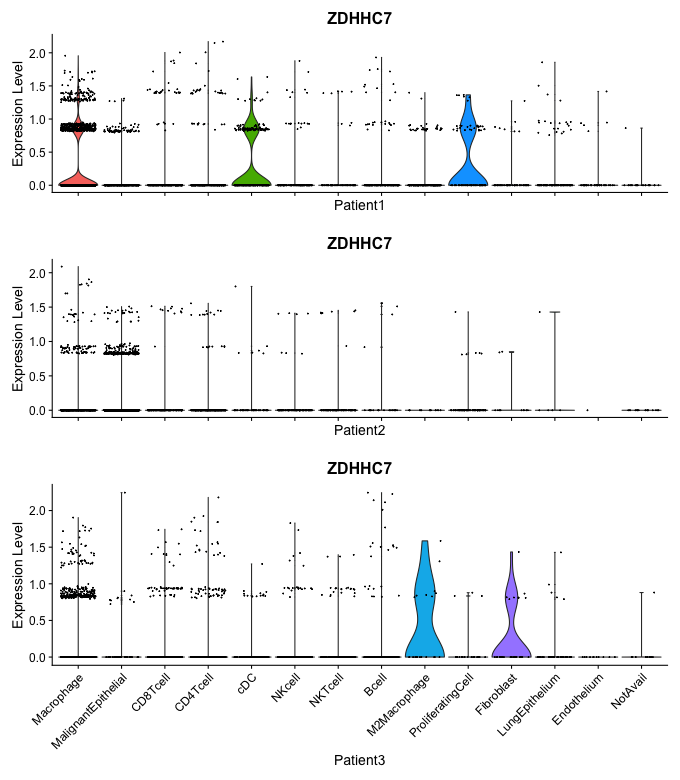 ZDHHC7
Expression Level
2.0
1.5
1.0
0.5
0.0
Patient1
ZDHHC7
Expression Level
2.0
1.5
1.0
0.5
0.0
Patient2
ZDHHC7
Expression Level
2.0
1.5
1.0
0.5
0.0
Macrophage
MalignantEpithelial
CD8Tcell
CD4Tcell
cDC
NKcell
NKTcell
Bcell
M2Macrophage
ProliferatingCell
Fibroblast
LungEpithelium
Endothelium
NotAvail
Patient3